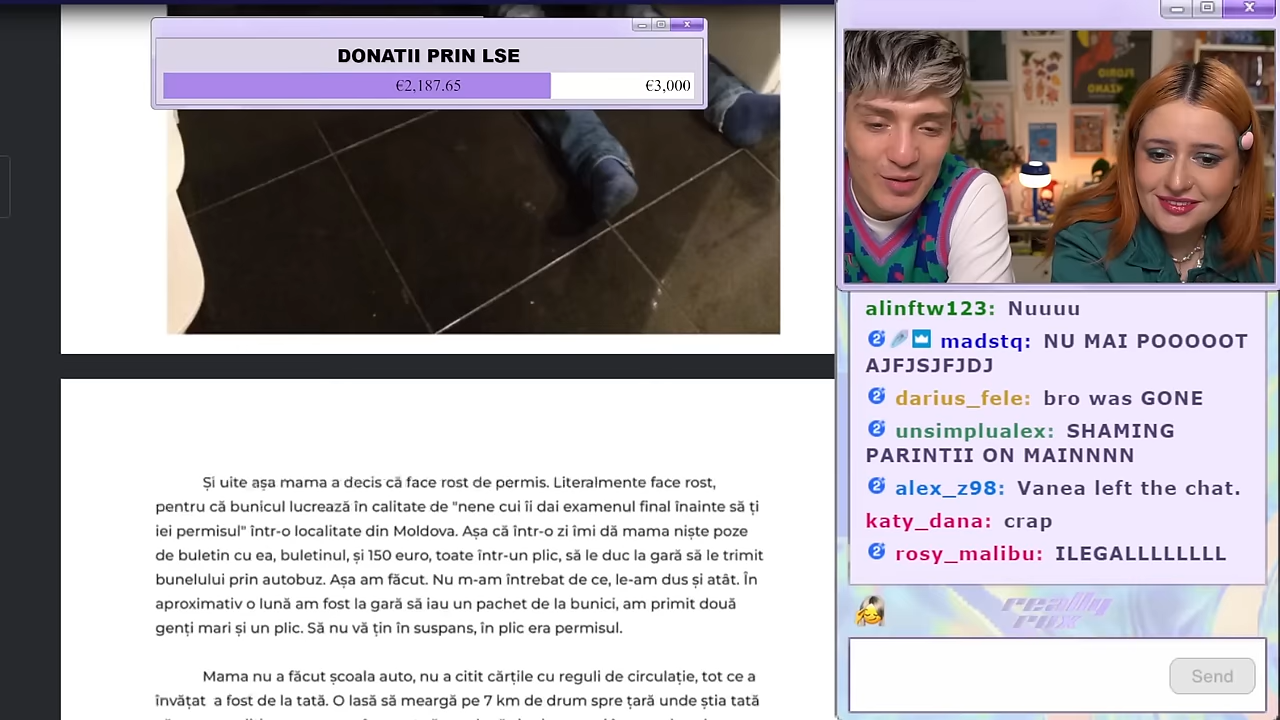 DONATII PRIN LSE
€2,187.65
€3,000
Și uite așa mama a decis că face rost de permis. Literalmente face rost,
pentru că bunicul lucrează în calitate de "nene cui îi dai examenul final înainte să ți
iei permisul" într-o localitate din Moldova. Așa că într-o zi îmi dă mama niște poze
de buletin cu ea, buletinul, și 150 euro, toate într-un plic, să le duc la gară să le trimit
bunelului prin autobuz. Așa am făcut. Nu m-am întrebat de ce, le-am dus și atât. În
aproximativ o lună am fost la gară să iau un pachet de la bunici, am primit două
genți mari și un plic. Să nu vă țin în suspans, în plic era permisul.
Mama nu a făcut școala auto, nu a citit cărțile cu reguli de circulație, tot ce a
învățat a fost de la tată. O lasă să meargă pe 7 km de drum spre țară unde știa tată
alinftw123: Nuuuu
madstq: NU MAI POOOOOT
AJFJSJFJDJ
darius_fele: bro was GONE
unsimplualex: SHAMING
PARINTII ON MAINNNN
alex_z98: Vanea left the chat.
katy_dana: crap
rosy_malibu: ILEGALLLLLLLL
really
rux
Send